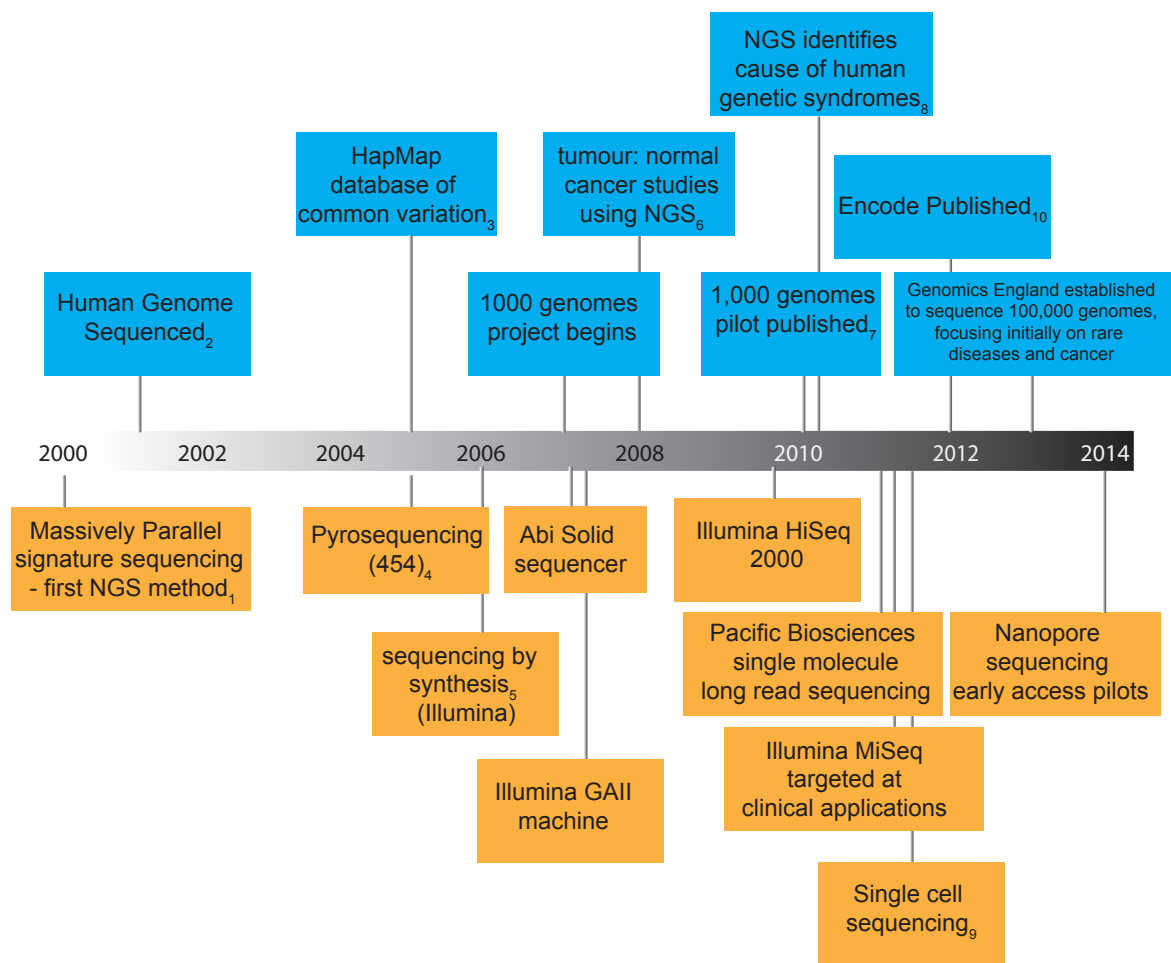 NGS identifies
cause of human
genetic syndromes8
HapMap
database of
common variation3
tumour: normal
cancer studies
using NGS6
Encode Published10
Human Genome
Sequenced2
1000 genomes
project begins
1,000 genomes
pilot published7
Genomics England established
to sequence 100,000 genomes,
focusing initially on rare
diseases and cancer
2000 2002 2004 2006 2008 2010 2012 2014
Massively Parallel
signature sequencing
- first NGS method1
Pyrosequencing
(454)4
Abi Solid
sequencer
Illumina HiSeq
2000
sequencing by
synthesis5
(Illumina)
Pacific Biosciences
single molecule
long read sequencing
Nanopore
sequencing
early access pilots
Illumina GAII
machine
Illumina MiSeq
targeted at
clinical applications
Single cell
sequencing9